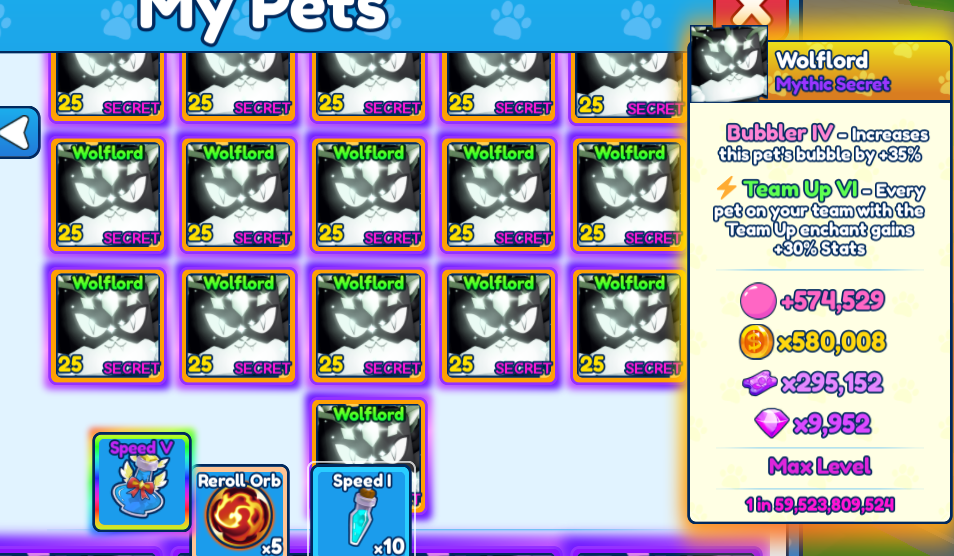 My Pets
25 SECRET 25 SECRET 25 SECRET 25 SECRET 25 SECRET
Wolflord Wolflord Wolflord Wolflord Wolflord
25 SECRET 25 SECRET 25 SECRET 25 SECRET 25 SECRET
Wolflord Wolflord Wolflord Wolflord Wolflord
25 SECRET 25 SECRET 25 SECRET 25 SECRET 25 SECRET
Wolflord
Speed V
Reroll Orb
x5
Speed I
x10
Wolflord
Mythic Secret
Bubbler IV - Increases
this pet's bubble by +35%
Team Up VI - Every
pet on your team with the
Team Up enchant gains
+30% Stats
+574,529
x580,008
x295,152
x9,952
Max Level
1 in 59,523,809,524